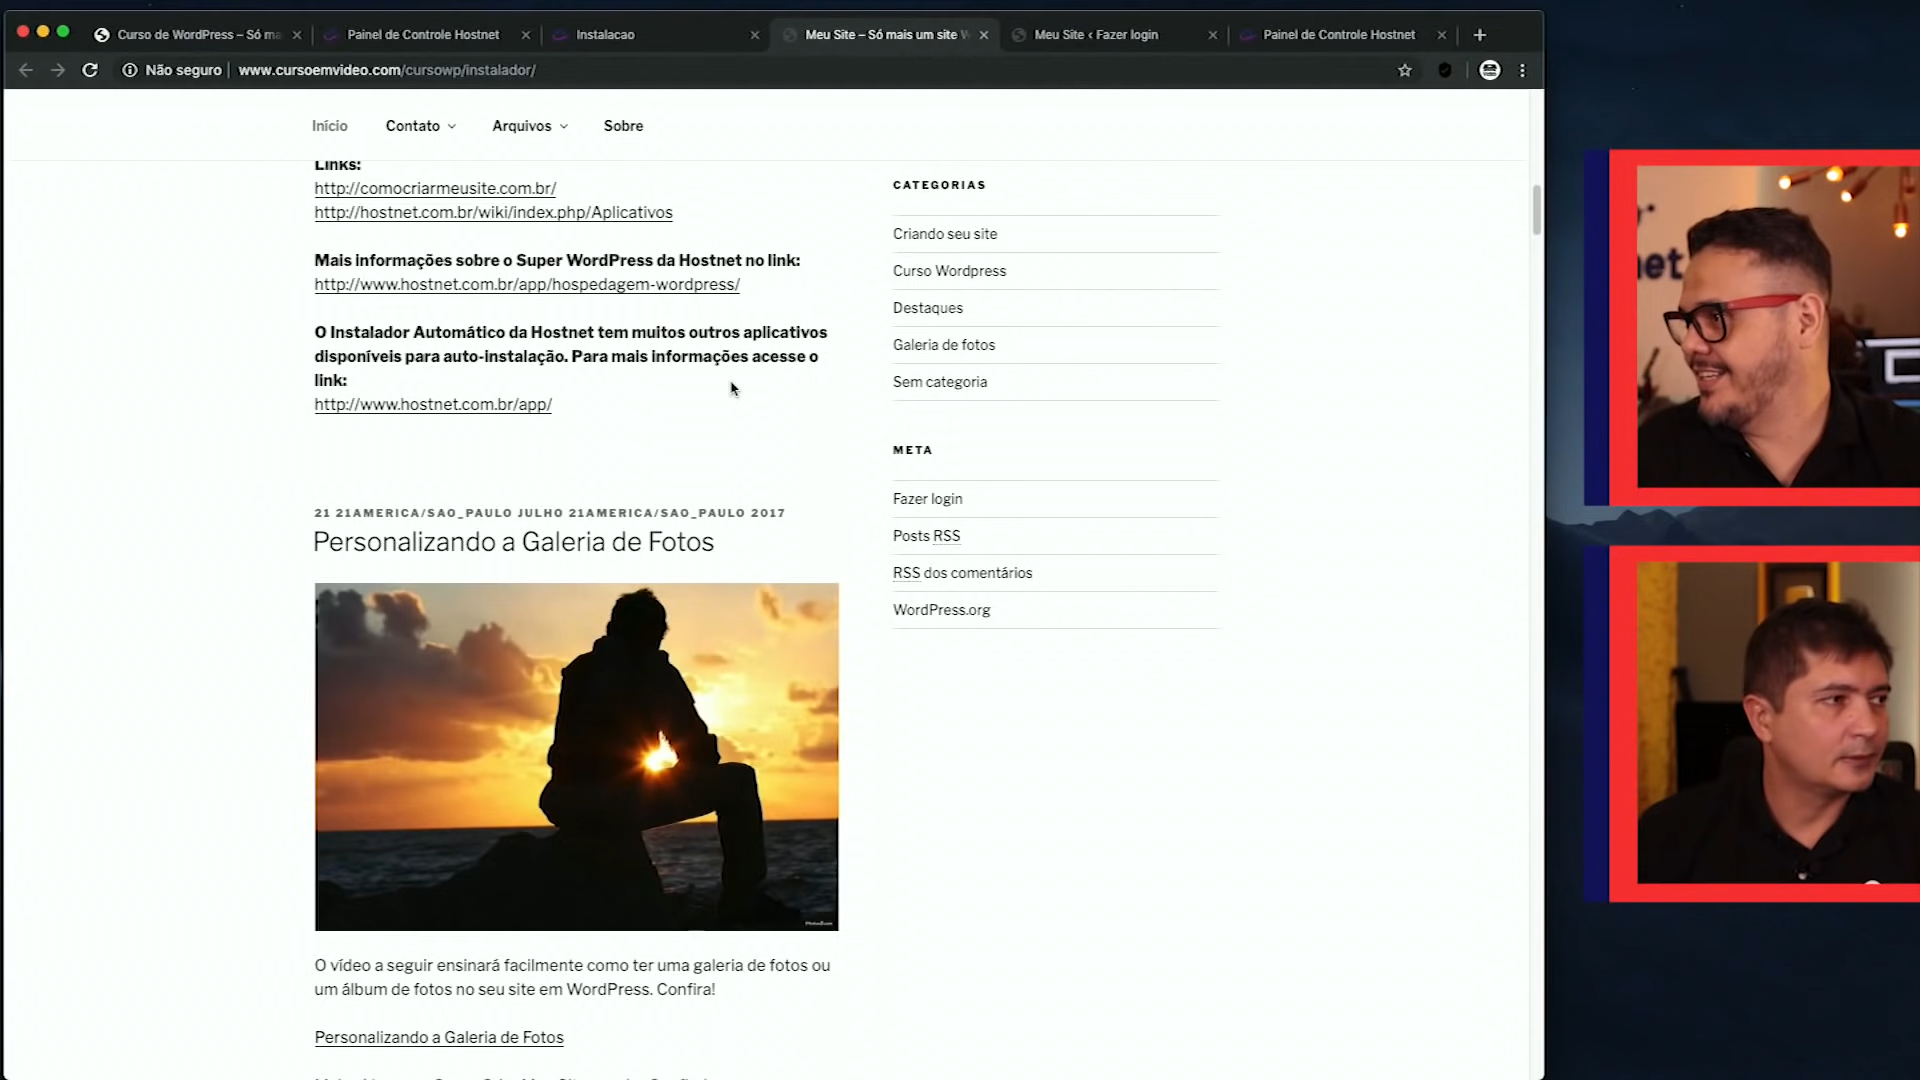 Curso de WordPress – Só ma
Painel de Controle Hostnet
Instalacao
Meu Site – Só mais um site W
Meu Site ‹ Fazer login
Painel de Controle Hostnet
Não seguro
www.cursoemvideo.com/cursowp/instalador/
Início
Contato
Arquivos
Sobre
Links:
http://comocriarmeusite.com.br/
http://hostnet.com.br/wiki/index.php/Aplicativos
Mais informações sobre o Super WordPress da Hostnet no link:
http://www.hostnet.com.br/app/hospedagem-wordpress/
O Instalador Automático da Hostnet tem muitos outros aplicativos
disponíveis para auto-instalação. Para mais informações acesse o
link:
http://www.hostnet.com.br/app/
21 21AMERICA/SAO_PAULO JULHO 21AMERICA/SAO_PAULO 2017
Personalizando a Galeria de Fotos
O vídeo a seguir ensinará facilmente como ter uma galeria de fotos ou
um álbum de fotos no seu site em WordPress. Confira!
Personalizando a Galeria de Fotos
CATEGORIAS
Criando seu site
Curso Wordpress
Destaques
Galeria de fotos
Sem categoria
META
Fazer login
Posts RSS
RSS dos comentários
WordPress.org
net